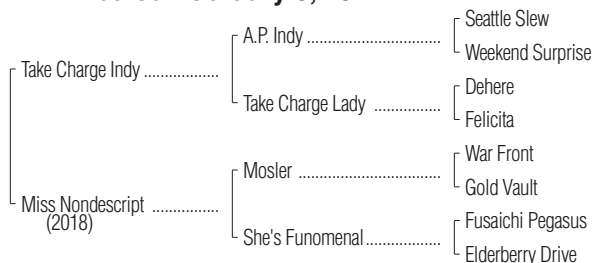 Seattle Slew
A.P. Indy ......................
Weekend Surprise
Take Charge Indy .................
Dehere
Take Charge Lady ...............
Felicita
War Front
Mosler ........................
Gold Vault
Miss Nondescript ...............
(2018)
Fusaichi Pegasus
She's Funomenal.................
Elderberry Drive